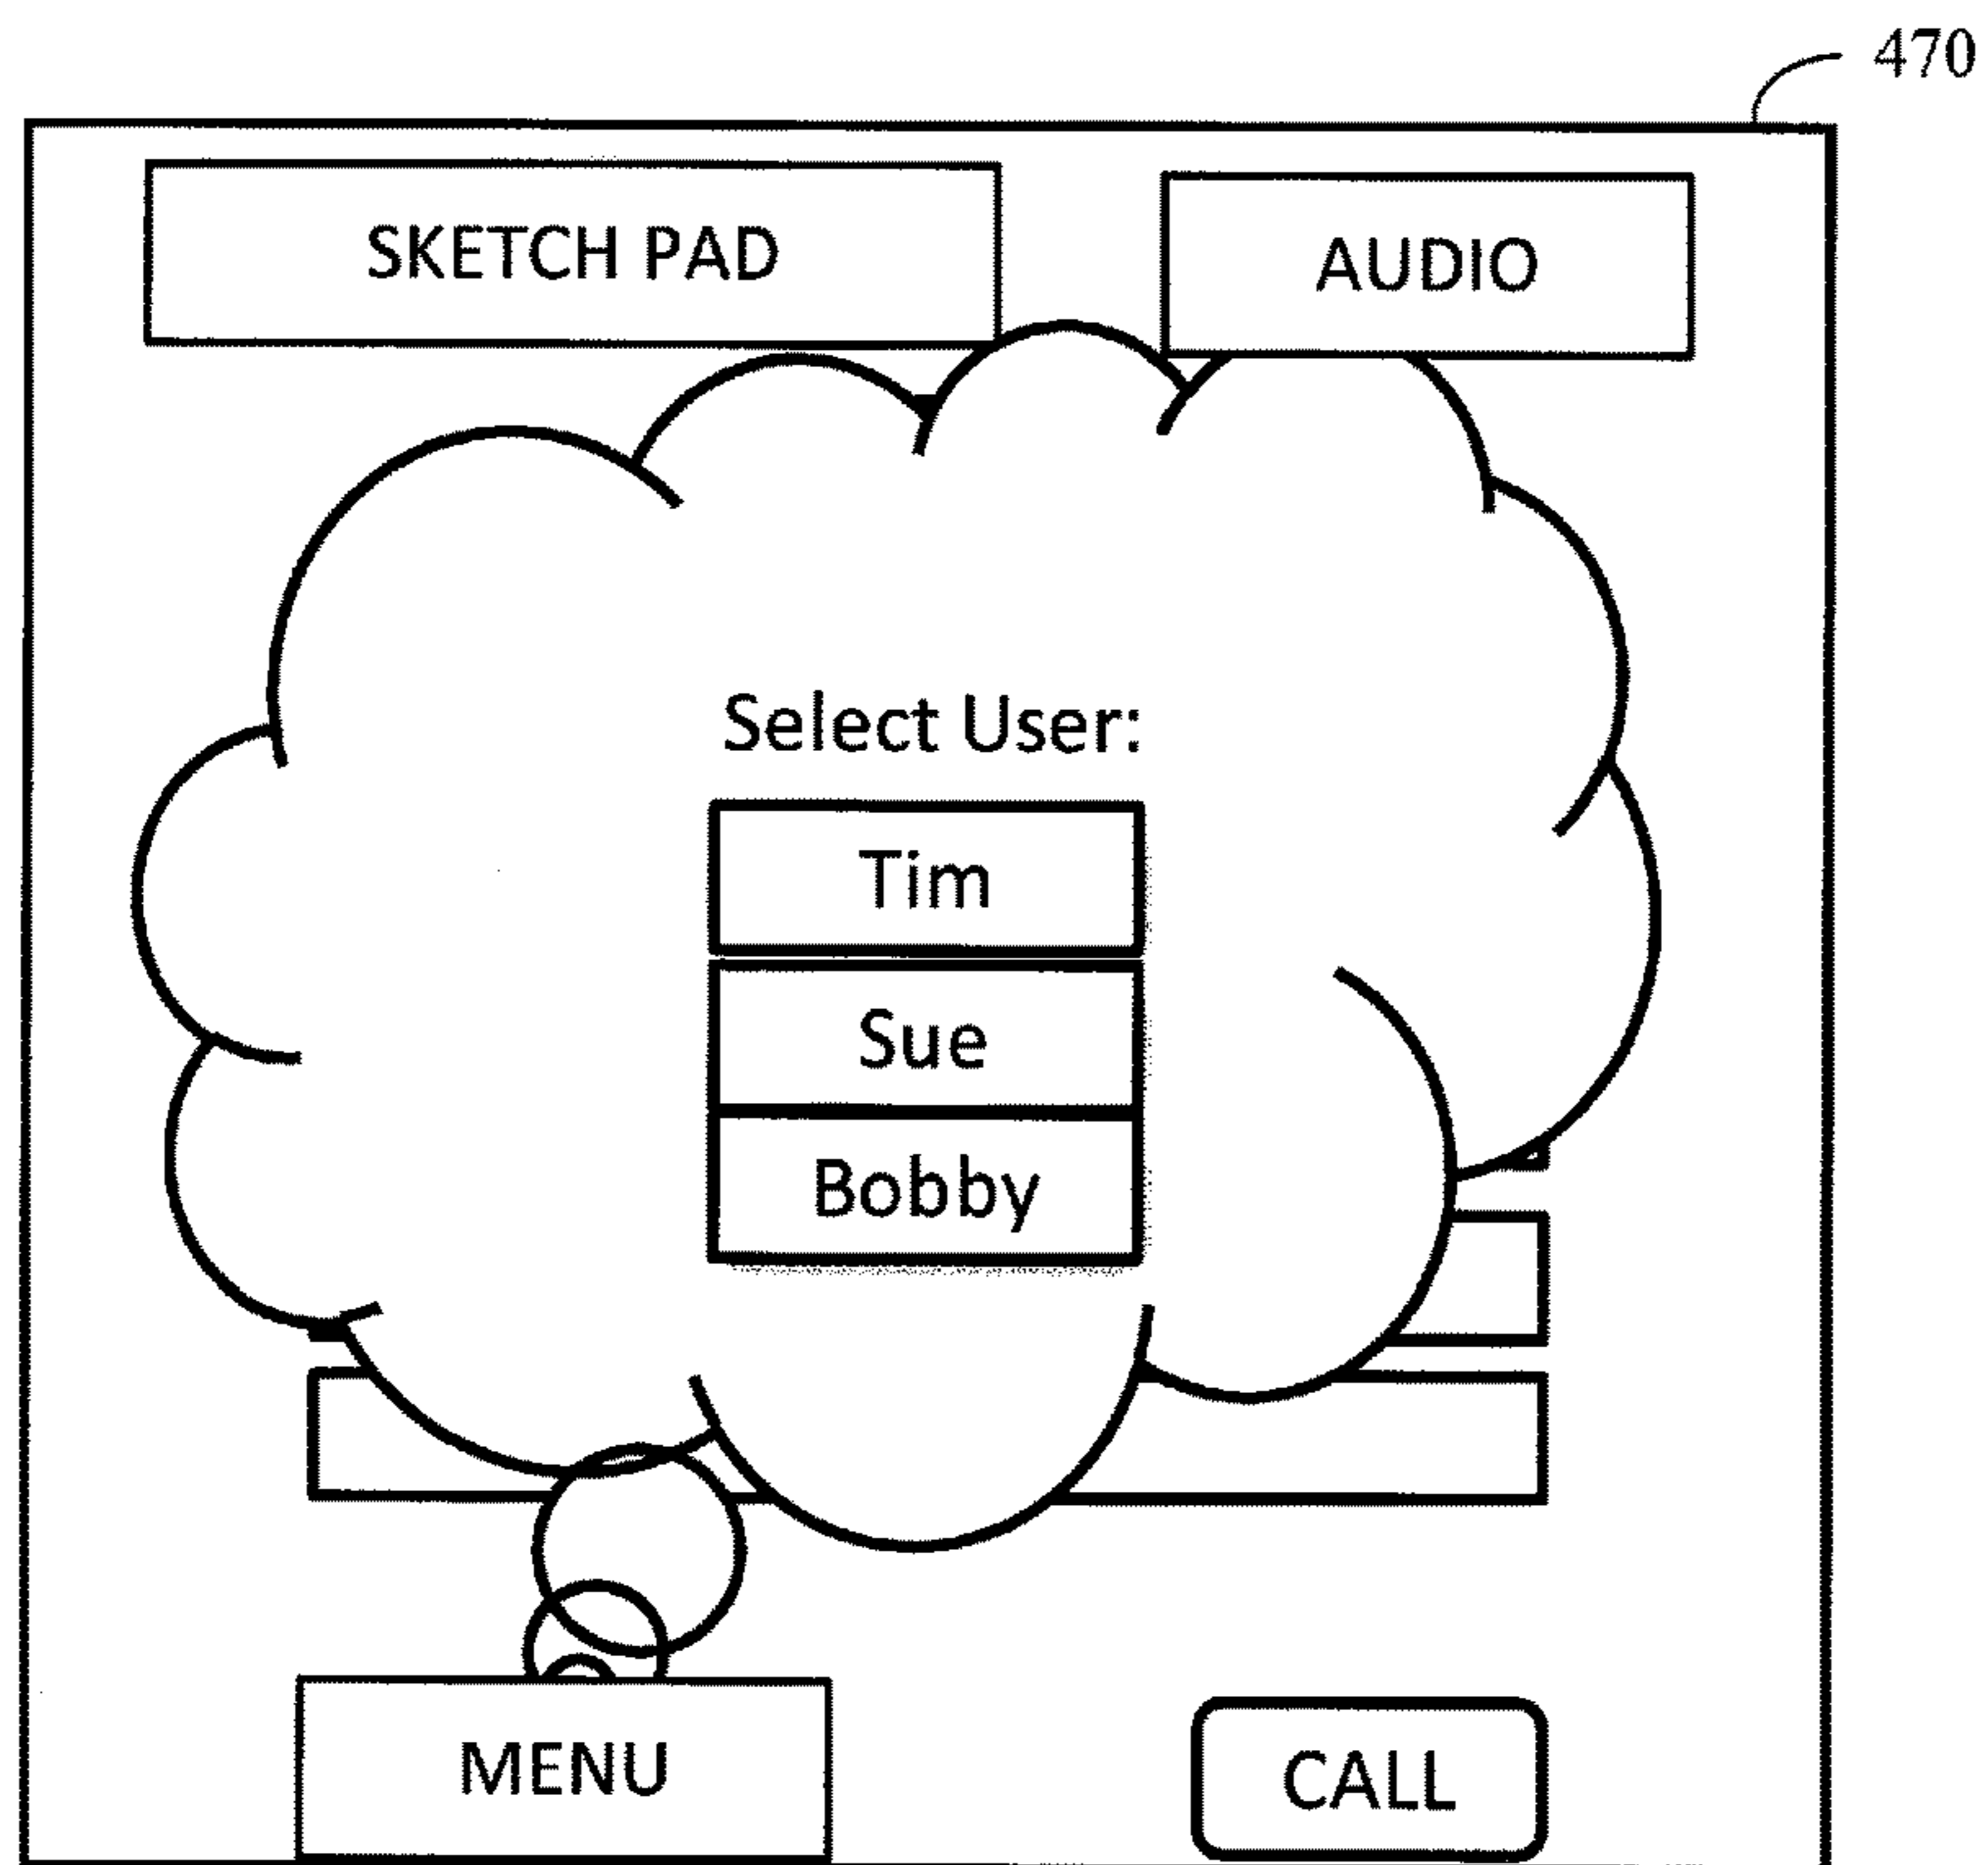 470
SKETCH PAD
AUDIO
Select User:
Tim
Sue
Bobby
MENU
CALL